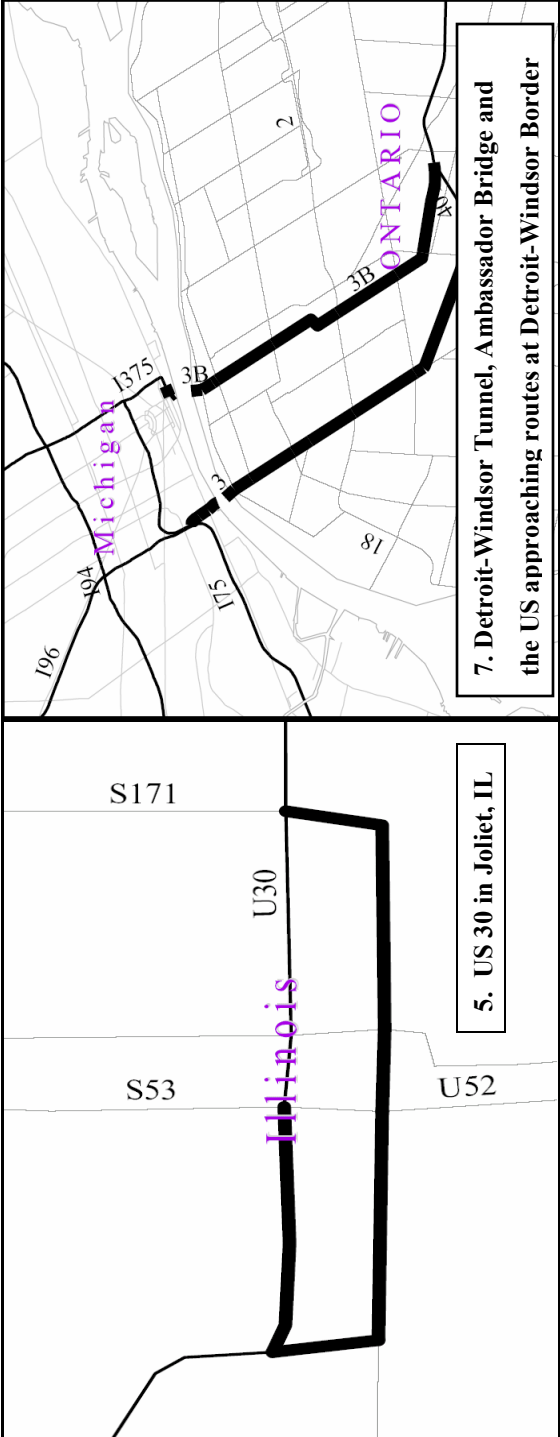 2
ONTARIO
40
3B
I375
3B
Michigan
3
18
I94
I75
I96
7. Detroit-Windsor Tunnel, Ambassador Bridge and
the US approaching routes at Detroit-Windsor Border
S171
U30
5. US 30 in Joliet, IL
Illinois
S53
U52